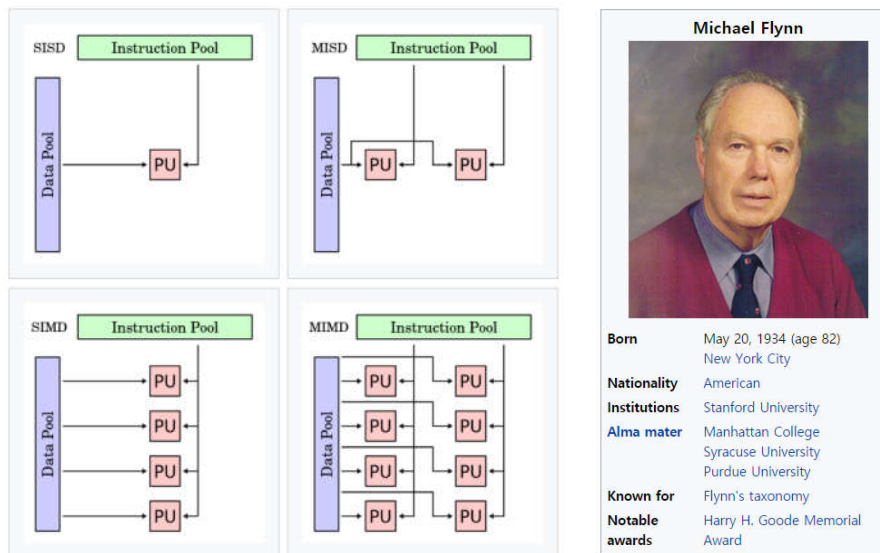 SISD
Instruction Pool
Data Pool
PU
MISD
Instruction Pool
Data Pool
PU PU
SIMD
Instruction Pool
Data Pool
PU
PU
PU
PU
MIMD
Instruction Pool
Data Pool
PU PU
PU PU
PU PU
PU PU
Michael Flynn
Born May 20, 1934 (age 82)
New York City
Nationality American
Institutions Stanford University
Alma mater Manhattan College
Syracuse University
Purdue University
Known for Flynn's taxonomy
Notable Harry H. Goode Memorial
awards Award